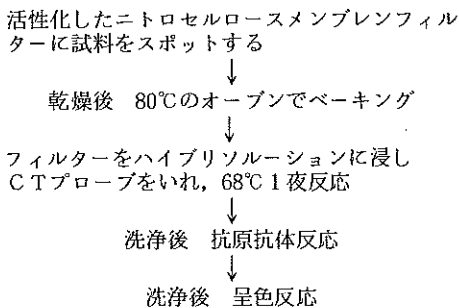 活性化したニトロセルロースメンブレンフィル
ターに試料をスポットする
↓
乾燥後 80℃のオーブンでベーキング
↓
フィルターをハイブリソルーションに浸し
CTプローブをいれ,68℃1夜反応
↓
洗浄後 抗原抗体反応
↓
洗浄後 呈色反応